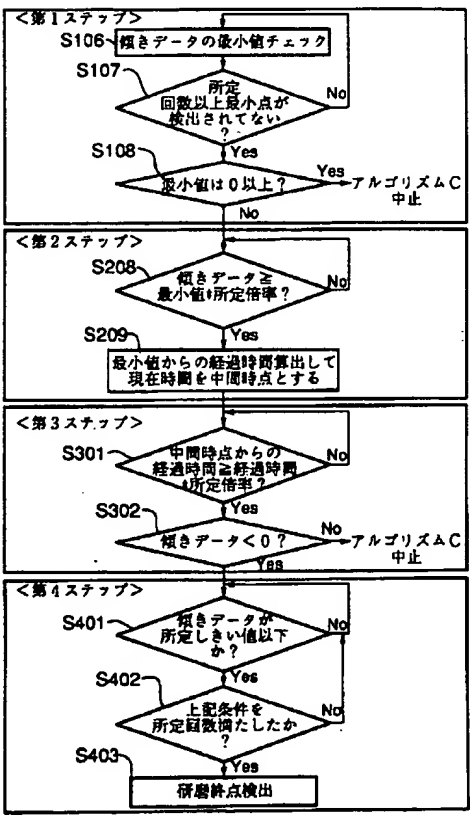 <第1ステップ>
S106
傾きデータの最小値チェック
S107
所定
回数以上最小点が
検出されてない
?
No
Yes
S108
最小値は0以上?
Yes
アルゴリズムC
中止
No
<第2ステップ>
S208
傾きデータ≧
最小値*所定倍率?
No
Yes
S209
最小値からの経過時間算出して
現在時間を中間時点とする
<第3ステップ>
S301
中間時点からの
経過時間≧経過時間
*所定倍率?
No
Yes
S302
傾きデータ<0?
No
アルゴリズムC
中止
Yes
<第4ステップ>
S401
傾きデータが
所定しきい値以下
か?
No
Yes
S402
上記条件を
所定回数満たしたか
?
No
Yes
S403
研磨終点検出